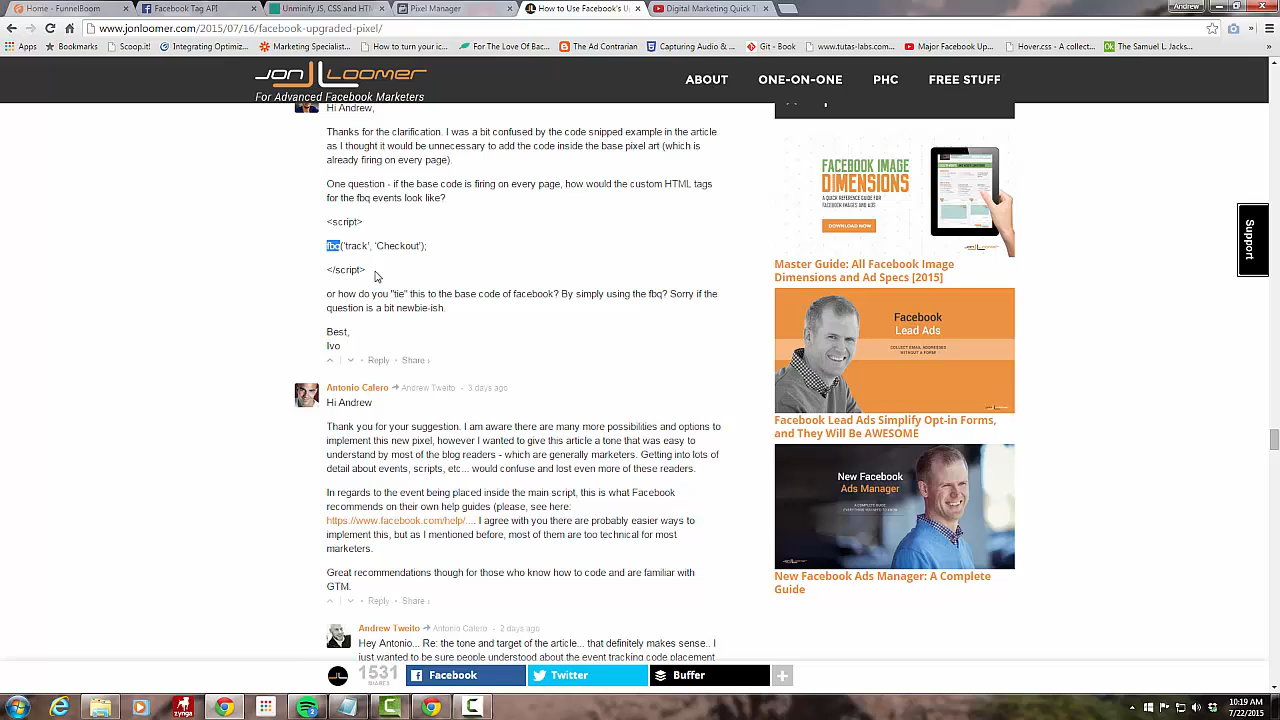 Home - FunnelBoom
Facebook Tag API
Unminify JS, CSS and HTM
Pixel Manager
How to Use Facebook's Up
Digital Marketing Quick T
Andrew
www.jonloomer.com/2015/07/16/facebook-upgraded-pixel/
Apps
Bookmarks
Scoop.it!
Integrating Optimiz...
Marketing Specialist...
How to turn your ic...
For The Love Of Bac...
The Ad Contrarian
Capturing Audio &...
Git - Book
www.tutas-labs.com...
Major Facebook Up...
Hover.css - A collect...
The Samuel L. Jacks...
JON LOOMER
For Advanced Facebook Marketers
ABOUT
ONE-ON-ONE
PHC
FREE STUFF
Hi Andrew,
Thanks for the clarification. I was a bit confused by the code snipped example in the article
as I thought it would be unnecessary to add the code inside the base pixel art (which is
already firing on every page).
One question - if the base code is firing on every page, how would the custom HTML tags
for the fbq events look like?
<script>
fbq('track', 'Checkout');
</script>
or how do you "tie" this to the base code of facebook? By simply using the fbq? Sorry if the
question is a bit newbie-ish.
Best,
Ivo
Reply
Share ›
Antonio Calero
Andrew Tweito
• 3 days ago
Hi Andrew
Thank you for your suggestion. I am aware there are many more possibilities and options to
implement this new pixel, however I wanted to give this article a tone that was easy to
understand by most of the blog readers - which are generally marketers. Getting into lots of
detail about events, scripts, etc... would confuse and lost even more of these readers.
In regards to the event being placed inside the main script, this is what Facebook
recommends on their own help guides (please, see here:
https://www.facebook.com/help/.... I agree with you there are probably easier ways to
implement this, but as I mentioned before, most of them are too technical for most
marketers.
Great recommendations though for those who know how to code and are familiar with
GTM.
Reply
Share ›
Andrew Tweito
Antonio Calero
• 2 days ago
Hey Antonio... Re: the tone and target of the article... that definitely makes sense.. I
just wanted to be sure people understood about the event tracking code placement
FACEBOOK IMAGE
DIMENSIONS
A QUICK REFERENCE GUIDE
FOR FACEBOOK IMAGES AND ADS
DOWNLOAD NOW
Master Guide: All Facebook Image
Dimensions and Ad Specs [2015]
Facebook
Lead Ads
COLLECT EMAIL ADDRESSES
WITHOUT A FORM!
Facebook Lead Ads Simplify Opt-in Forms,
and They Will Be AWESOME
New Facebook
Ads Manager:
New Facebook Ads Manager: A Complete
Guide
Support
1531
SHARES
Facebook
Twitter
Buffer
zynga
10:19 AM
7/22/2015